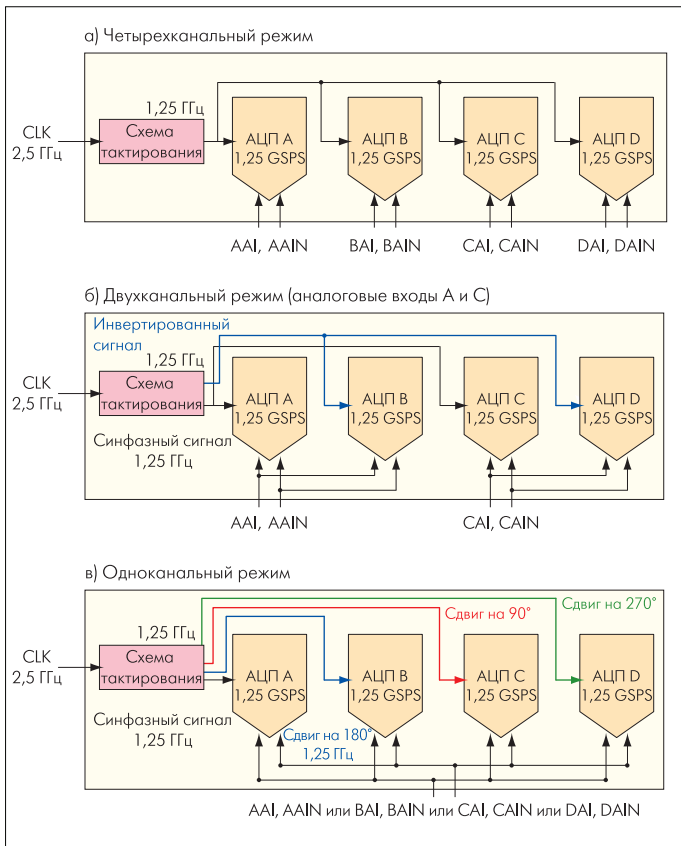 а) Четырехканальный режим
1,25 ГГц
CLK
2,5 ГГц
Схема
тактирования
АЦП A
1,25 GSPS
АЦП B
1,25 GSPS
АЦП C
1,25 GSPS
АЦП D
1,25 GSPS
AAI, AAIN
BAI, BAIN
CAI, CAIN
DAI, DAIN
б) Двухканальный режим (аналоговые входы А и С)
Инвертированный
сигнал
1,25 ГГц
CLK
2,5 ГГц
Схема
тактирования
АЦП A
1,25 GSPS
АЦП B
1,25 GSPS
АЦП C
1,25 GSPS
АЦП D
1,25 GSPS
Синфазный сигнал
1,25 ГГц
AAI, AAIN
CAI, CAIN
в) Одноканальный режим
1,25 ГГц
Сдвиг на 90°
Сдвиг на 270°
CLK
2,5 ГГц
Схема
тактирования
АЦП A
1,25 GSPS
АЦП B
1,25 GSPS
АЦП C
1,25 GSPS
АЦП D
1,25 GSPS
Синфазный сигнал
1,25 ГГц
Сдвиг на 180°
1,25 ГГц
AAI, AAIN или BAI, BAIN или CAI, CAIN или DAI, DAIN